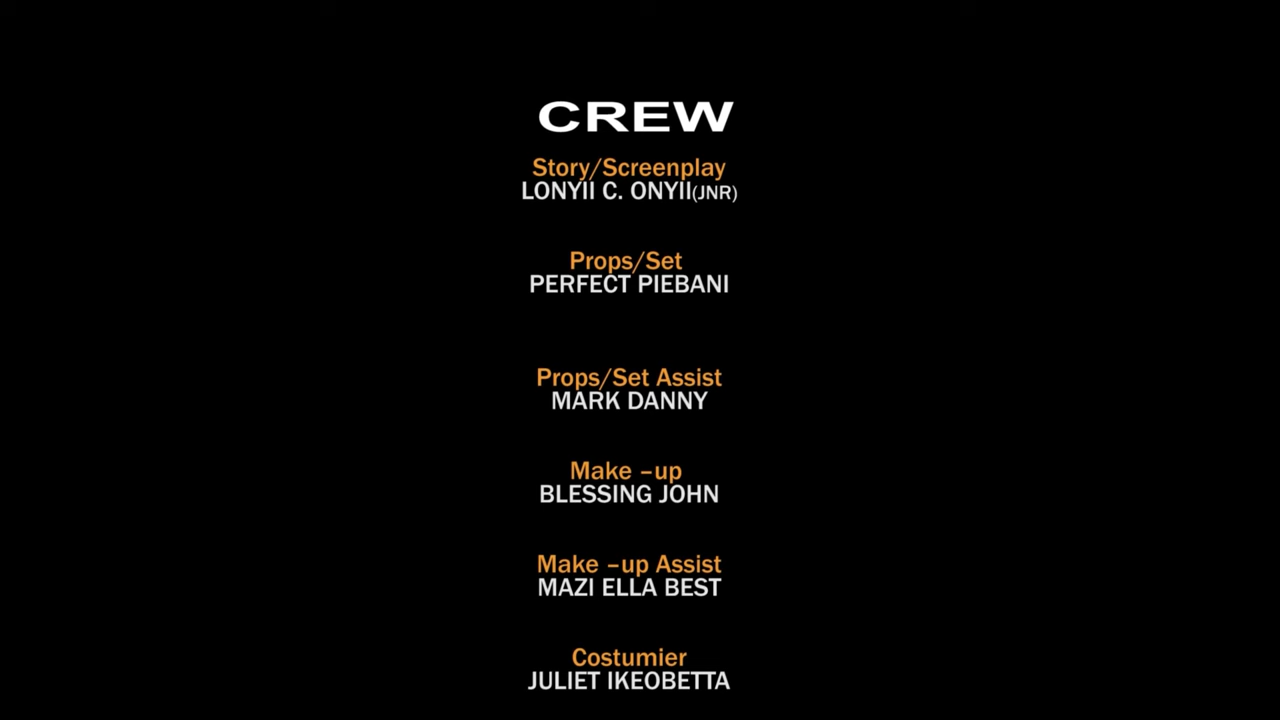 CREW
Story/Screenplay
LONYII C. ONYII(JNR)
Props/Set
PERFECT PIEBANI
Props/Set Assist
MARK DANNY
Make –up
BLESSING JOHN
Make –up Assist
MAZI ELLA BEST
Costumier
JULIET IKEOBETTA